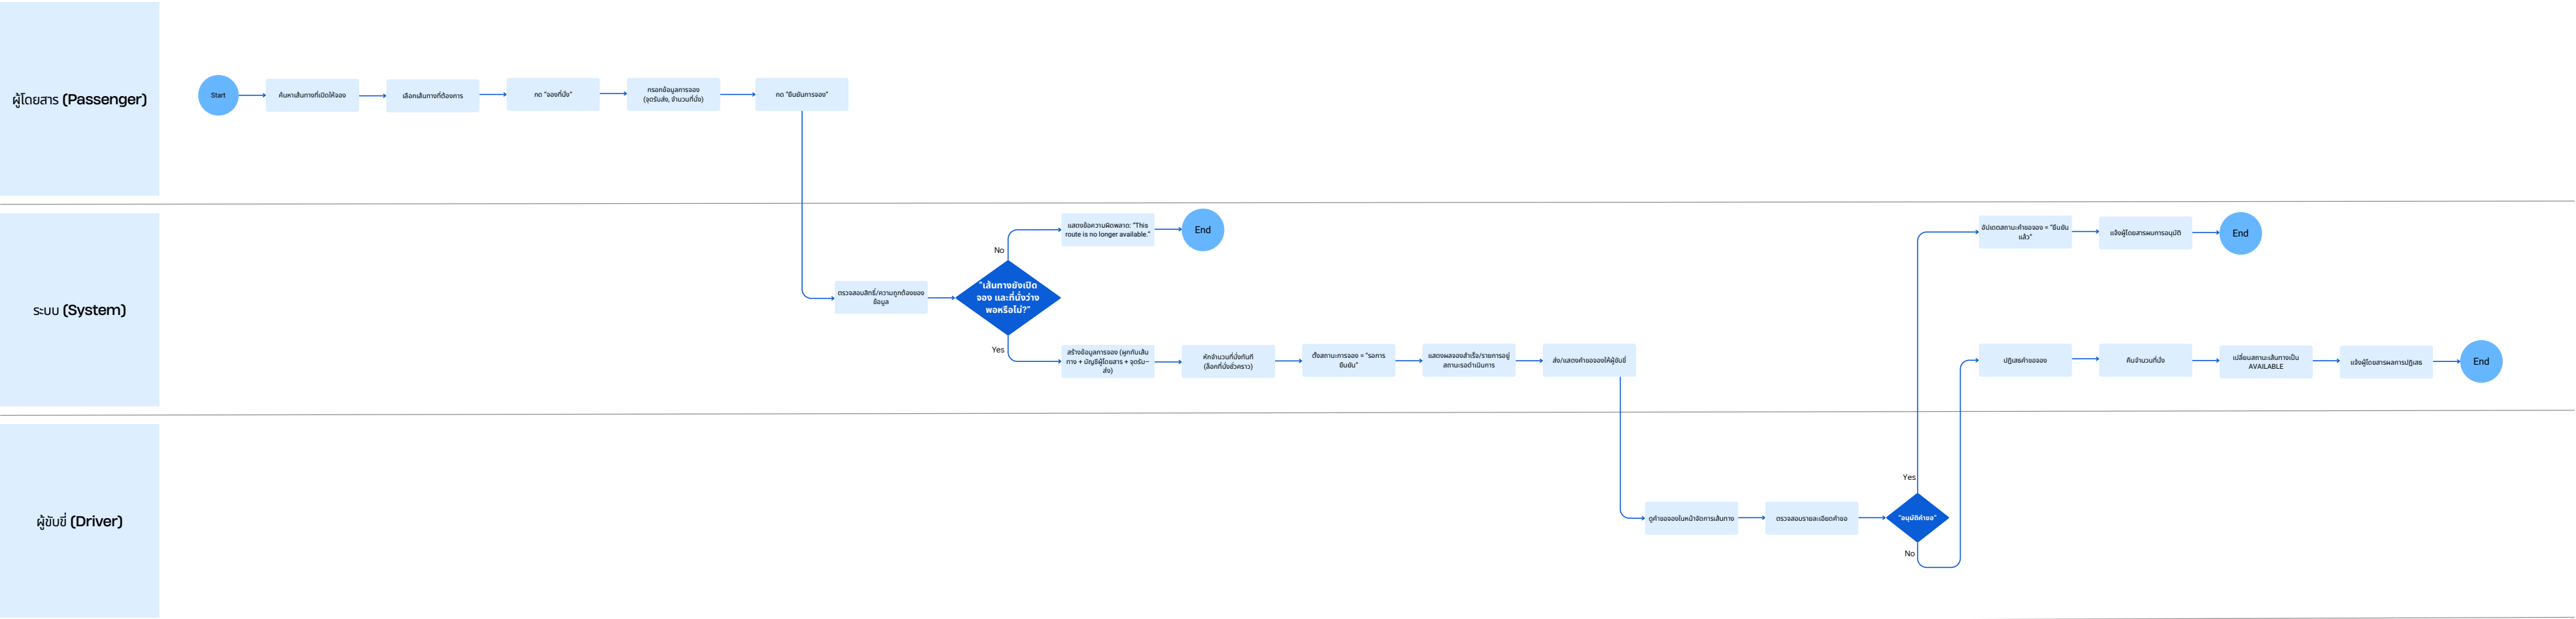 ผู้โดยสาร (Passenger)
Start
ค้นหาเส้นทางที่เปิดให้จอง
เลือกเส้นทางที่ต้องการ
กด "จองที่นั่ง"
กรอกข้อมูลการจอง
(จุดรับส่ง, จำนวนที่นั่ง)
กด "ยืนยันการจอง"
ระบบ (System)
ตรวจสอบสิทธิ์/ความถูกต้องของ
ข้อมูล
"เส้นทางยังเปิด
จอง และที่นั่งว่าง
พอหรือไม่?"
No
แสดงข้อความผิดพลาด: "This
route is no longer available."
End
Yes
สร้างข้อมูลการจอง (ผูกกับเส้น
ทาง + บัญชีผู้โดยสาร + จุดรับ–
ส่ง)
หักจำนวนที่นั่งทันที
(ล็อกที่นั่งชั่วคราว)
ตั้งสถานะการจอง = "รอการ
ยืนยัน"
แสดงผลจองสำเร็จ/รายการอยู่
สถานะรอดำเนินการ
ส่ง/แสดงคำขอจองให้ผู้ขับขี่
อัปเดตสถานะคำขอจอง = "ยืนยัน
แล้ว"
แจ้งผู้โดยสารผบการอนุมัติ
End
ปฏิเสธคำขอจอง
คืนจำนวนที่นั่ง
เปลี่ยนสถานะเส้นทางเป็น
AVAILABLE
แจ้งผู้โดยสารผลการปฏิเสธ
End
ผู้ขับขี่ (Driver)
ดูคำขอจองในหน้าจัดการเส้นทาง
ตรวจสอบรายละเอียดคำขอ
"อนุมัติคำขอ"
Yes
No